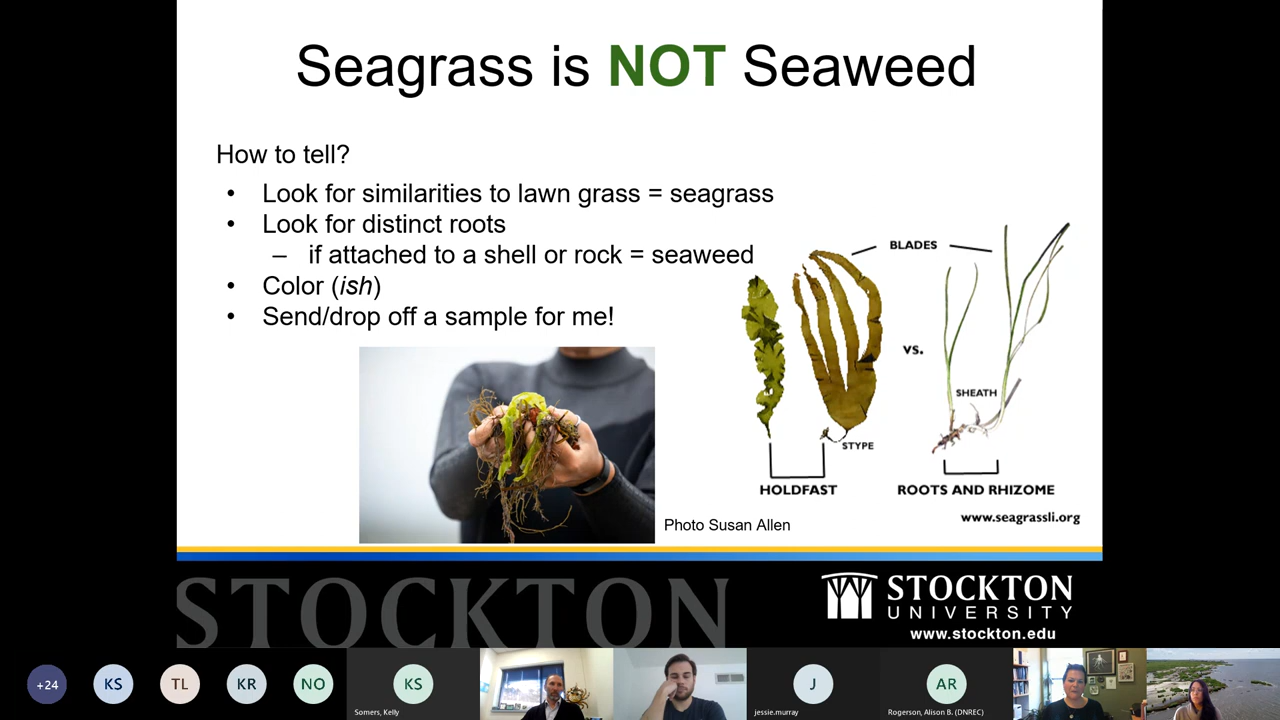 Seagrass is NOT Seaweed
How to tell?
• Look for similarities to lawn grass = seagrass
• Look for distinct roots
– if attached to a shell or rock = seaweed
• Color (ish)
• Send/drop off a sample for me!
BLADES
VS.
SHEATH
STYPE
HOLDFAST
ROOTS AND RHIZOME
www.seagrassli.org
Photo Susan Allen
STOCKTON
STOCKTON
UNIVERSITY
www.stockton.edu
+24
KS
TL
KR
NO
KS
Somers, Kelly
J
jessie.murray
AR
Rogerson, Alison B. (DNREC)